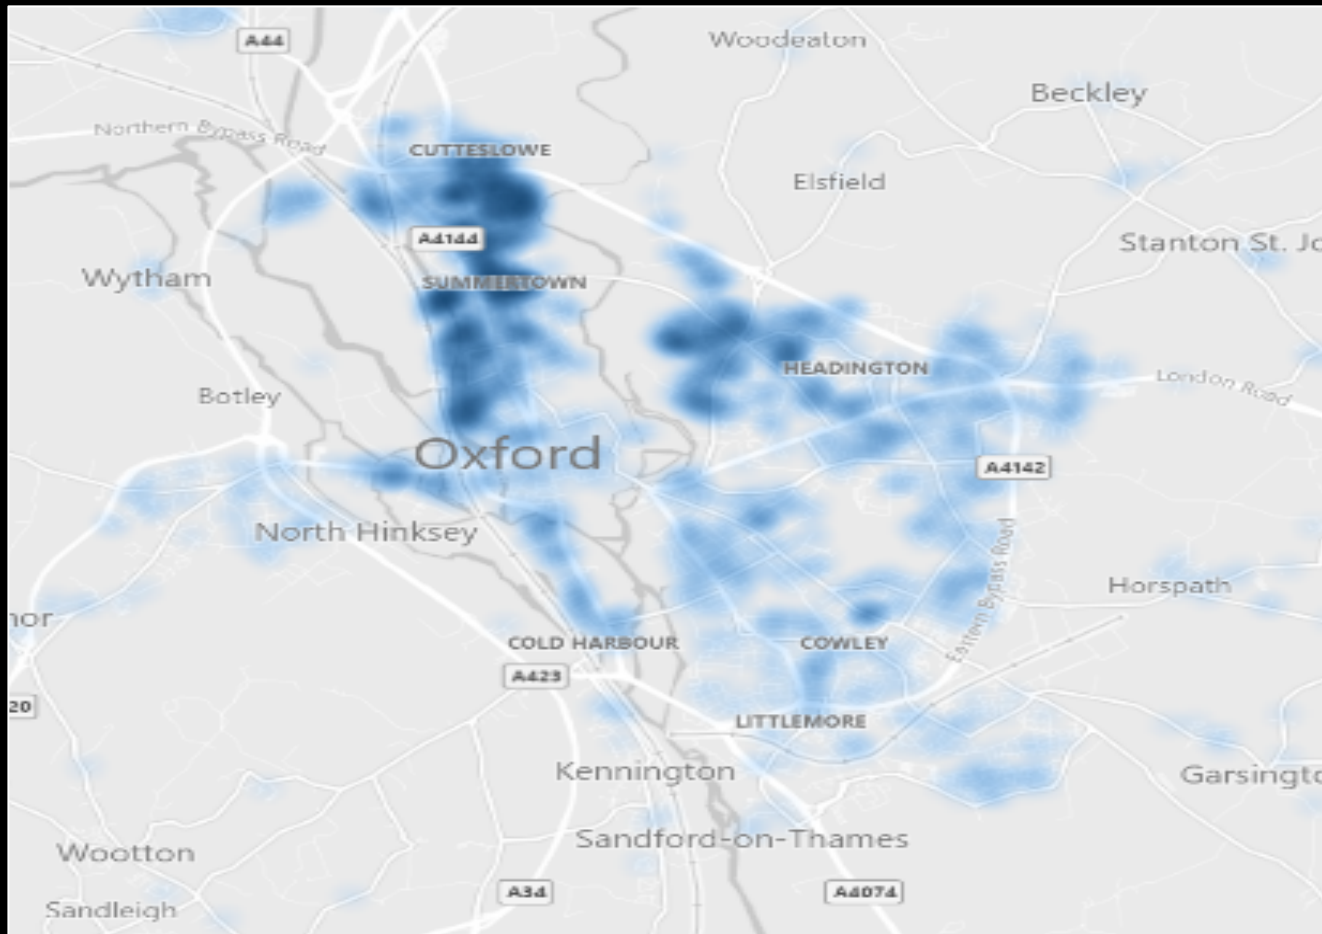 A44
Woodeaton
Beckley
Northern Bypass Road
CUTTESLOWE
Elsfield
A4144
Stanton St. Jo
Wytham
SUMMERTOWN
HEADINGTON
London Road
Botley
Oxford
A4142
North Hinksey
Eastern Bypass Road
Horspath
nor
COLD HARBOUR
COWLEY
A423
20
LITTLEMORE
Kennington
Garsingto
Sandford-on-Thames
Wootton
A34
A4074
Sandleigh